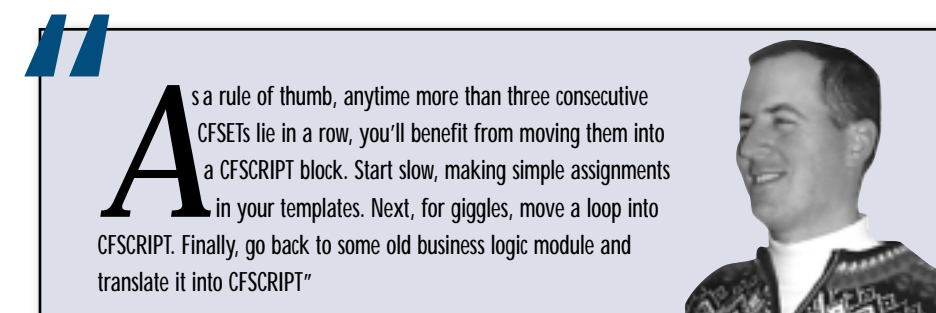 As a rule of thumb, anytime more than three consecutive
CFSETs lie in a row, you'll benefit from moving them into
a CFSCRIPT block. Start slow, making simple assignments
in your templates. Next, for giggles, move a loop into
CFSCRIPT. Finally, go back to some old business logic module and
translate it into CFSCRIPT"